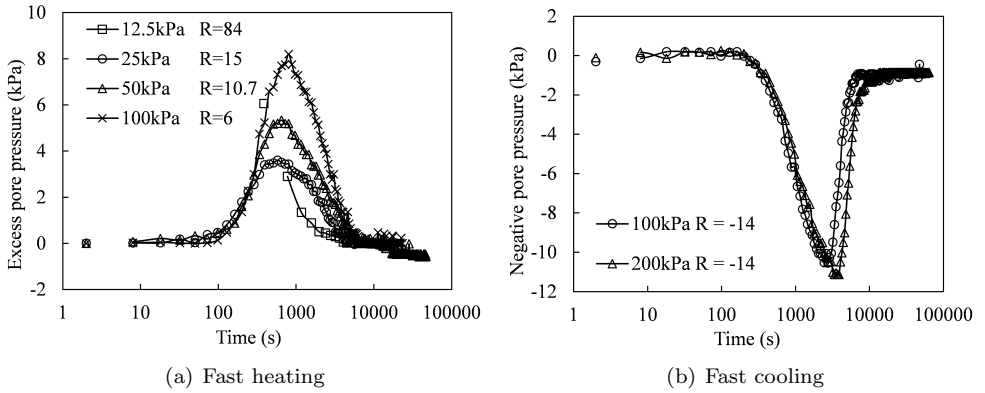 10
8
6
4
2
0
-2
Excess pore pressure (kPa)
12.5kPa R=84
25kPa R=15
50kPa R=10.7
100kPa R=6
1 10 100 1000 10000 100000
Time (s)
(a) Fast heating
2
0
-2
-4
-6
-8
-10
-12
Negative pore pressure (kPa)
100kPa R = -14
200kPa R = -14
1 10 100 1000 10000 100000
Time (s)
(b) Fast cooling